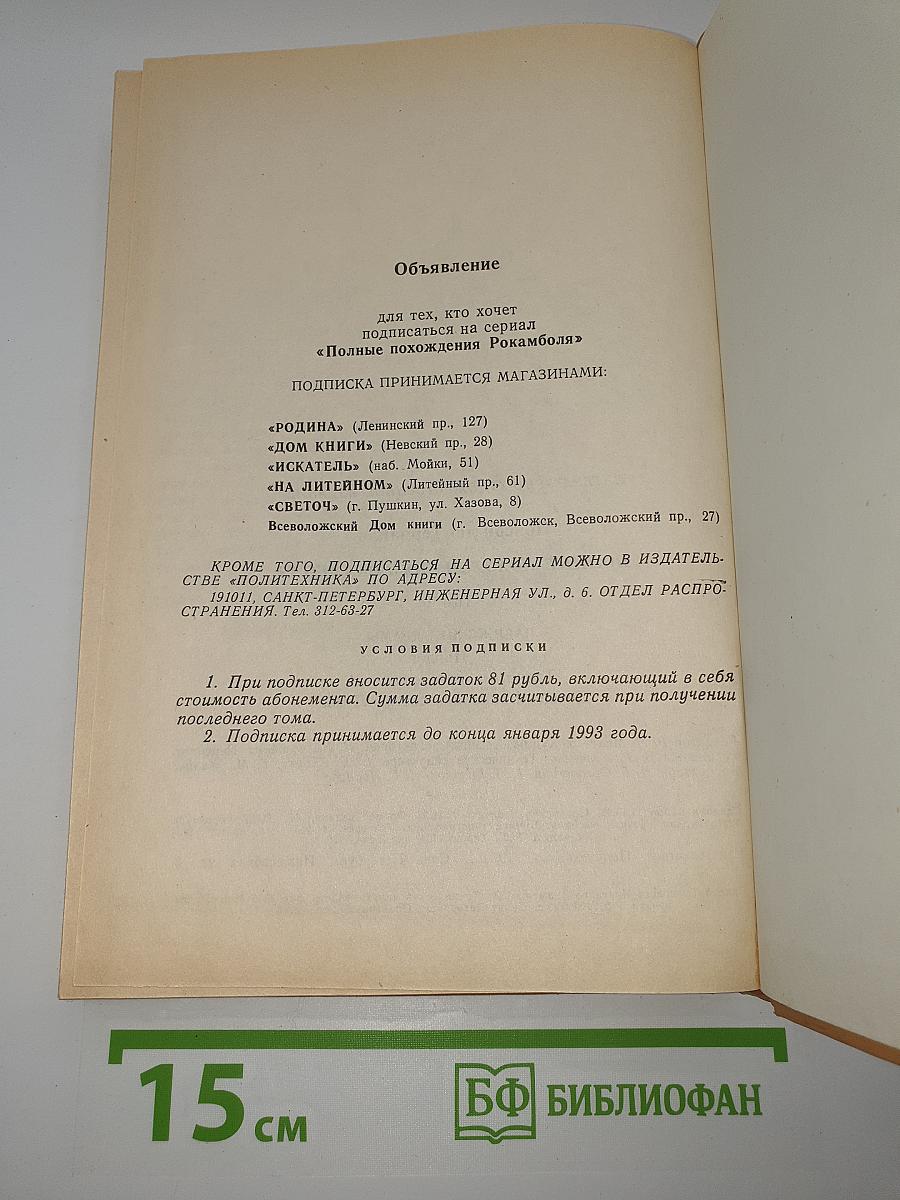 Объявление
для тех, кто хочет
подписаться на сериал
«Полные похождения Рокамболя»
ПОДПИСКА ПРИНИМАЕТСЯ МАГАЗИНАМИ:
«РОДИНА» (Ленинский пр., 127)
«ДОМ КНИГИ» (Невский пр., 28)
«ИСКАТЕЛЬ» (наб. Мойки, 51)
«НА ЛИТЕЙНОМ» (Литейный пр., 61)
«СВЕТОЧ» (г. Пушкин, ул. Хазова, 8)
Всеволожский Дом книги (г. Всеволожск, Всеволожский пр., 27)
КРОМЕ ТОГО, ПОДПИСАТЬСЯ НА СЕРИАЛ МОЖНО В ИЗДАТЕЛЬ-
СТВЕ «ПОЛИТЕХНИКА» ПО АДРЕСУ:
191011, САНКТ-ПЕТЕРБУРГ, ИНЖЕНЕРНАЯ УЛ., д. 6. ОТДЕЛ РАСПРО-
СТРАНЕНИЯ. Тел. 312-63-27
УСЛОВИЯ ПОДПИСКИ
1. При подписке вносится задаток 81 рубль, включающий в себя
стоимость абонемента. Сумма задатка засчитывается при получении
последнего тома.
2. Подписка принимается до конца января 1993 года.
15 см
БФ БИБЛИОФАН